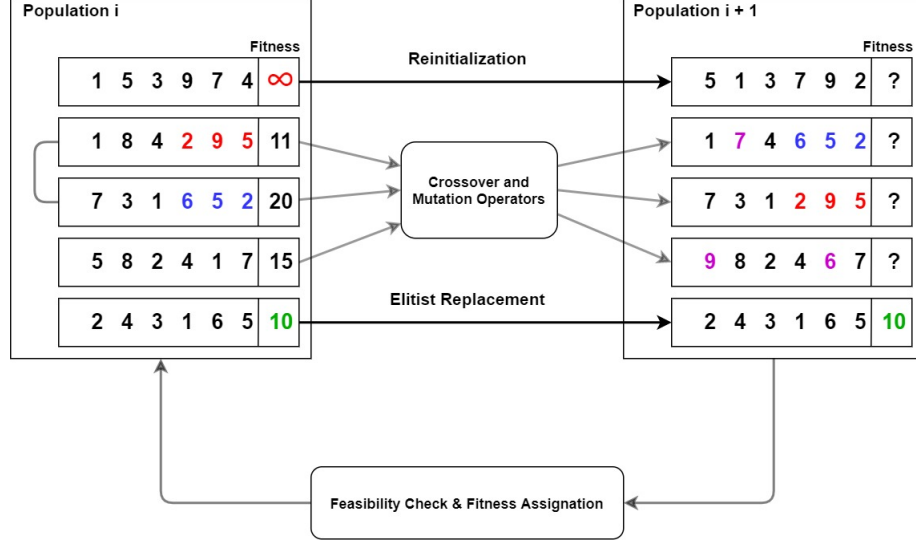 Population i
Population i + 1
Fitness
Fitness
1 5 3 9 7 4 ∞
Reinitialization
5 1 3 7 9 2 ?
1 8 4 2 9 5 11
1 7 4 6 5 2 ?
Crossover and
Mutation Operators
7 3 1 6 5 2 20
7 3 1 2 9 5 ?
5 8 2 4 1 7 15
9 8 2 4 6 7 ?
Elitist Replacement
2 4 3 1 6 5 10
2 4 3 1 6 5 10
Feasibility Check & Fitness Assignation